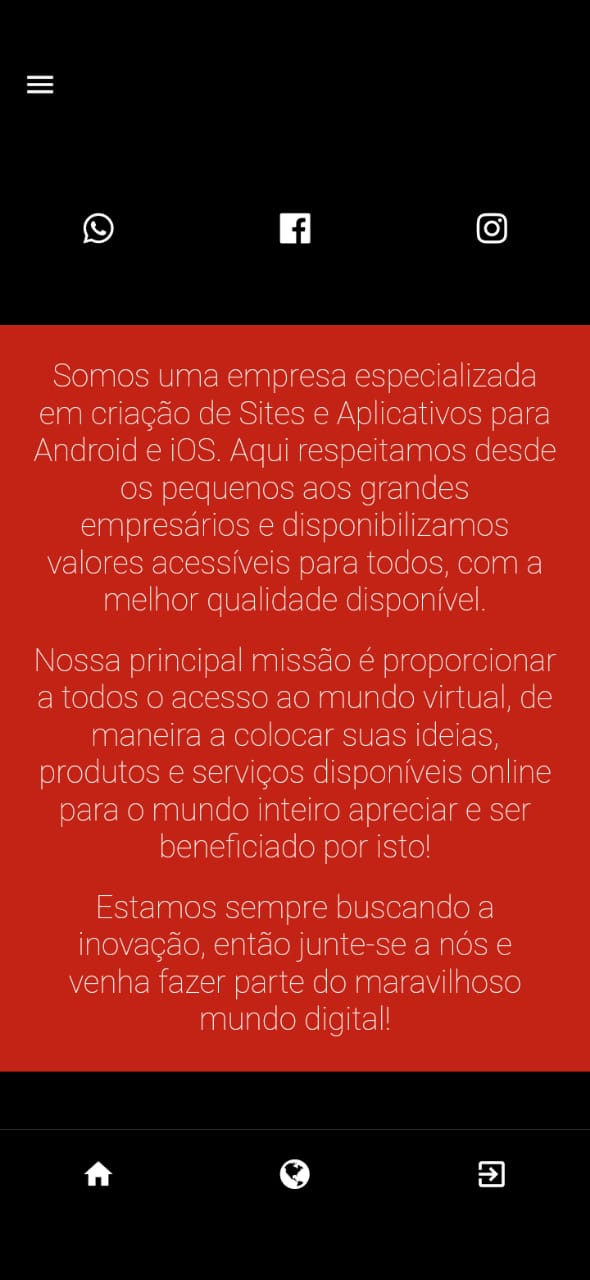 Somos uma empresa especializada
em criação de Sites e Aplicativos para
Android e iOS. Aqui respeitamos desde
os pequenos aos grandes
empresários e disponibilizamos
valores acessíveis para todos, com a
melhor qualidade disponível.
Nossa principal missão é proporcionar
a todos o acesso ao mundo virtual, de
maneira a colocar suas ideias,
produtos e serviços disponíveis online
para o mundo inteiro apreciar e ser
beneficiado por isto!
Estamos sempre buscando a
inovação, então junte-se a nós e
venha fazer parte do maravilhoso
mundo digital!